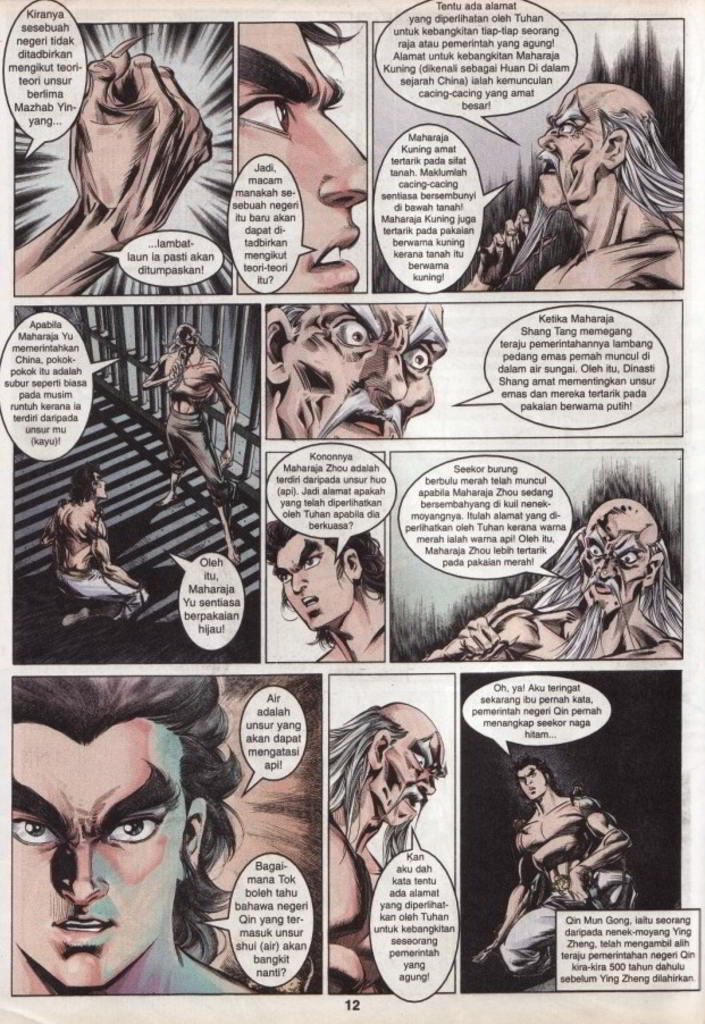 Kiranya
sesebuah
negeri tidak
ditadbirkan
mengikut teori-
teori unsur
berlima
Mazhab Yin-
yang...
...lambat-
laun ia pasti akan
ditumpaskan!
Jadi,
macam
manakah se-
sebuah negeri
itu baru akan
dapat di-
tadbirkan
mengikut
teori-teori
itu?
Tentu ada alamat
yang diperlihatan oleh Tuhan
untuk kebangkitan tiap-tiap seorang
raja atau pemerintah yang agung!
Alamat untuk kebangkitan Maharaja
Kuning (dikenali sebagai Huan Di dalam
sejarah China) ialah kemunculan
cacing-cacing yang amat
besar!
Maharaja
Kuning amat
tertarik pada sifat
tanah. Maklumlah
cacing-cacing
sentiasa bersembunyi
di bawah tanah!
Maharaja Kuning juga
tertarik pada pakaian
berwarna kuning
kerana tanah itu
berwarna
kuning!
Apabila
Maharaja Yu
memerintahkan
China, pokok-
pokok itu adalah
subur seperti biasa
pada musim
runtuh kerana ia
terdiri daripada
unsur mu
(kayu)!
Oleh
itu,
Maharaja
Yu sentiasa
berpakaian
hijau!
Ketika Maharaja
Shang Tang memegang
teraju pemerintahannya lambang
pedang emas pernah muncul di
dalam air sungai. Oleh itu, Dinasti
Shang amat mementingkan unsur
emas dan mereka tertarik pada
pakaian berwarna putih!
Kononnya
Maharaja Zhou adalah
terdiri daripada unsur huo
(api). Jadi alamat apakah
yang telah diperlihatkan
oleh Tuhan apabila dia
berkuasa?
Seekor burung
berbulu merah telah muncul
apabila Maharaja Zhou sedang
bersembahyang di kuil nenek-
moyangnya. Itulah alamat yang di-
perlihatkan oleh Tuhan kerana warna
merah ialah warna api! Oleh itu,
Maharaja Zhou lebih tertarik
pada pakaian merah!
Air
adalah
unsur yang
akan dapat
mengatasi
api!
Bagai-
mana Tok
boleh tahu
bahawa negeri
Qin yang ter-
masuk unsur
shui (air) akan
bangkit
nanti?
Kan
aku dah
kata tentu
ada alamat
yang diperlihat-
kan oleh Tuhan
untuk kebangkitan
seseorang
pemerintah
yang
agung!
Oh, ya! Aku teringat
sekarang ibu pernah kata,
pemerintah negeri Qin pernah
menangkap seekor naga
hitam...
Qin Mun Gong, iaitu seorang
daripada nenek-moyang Ying
Zheng, telah mengambil alih
teraju pemerintahan negeri Qin
kira-kira 500 tahun dahulu
sebelum Ying Zheng dilahirkan.
12